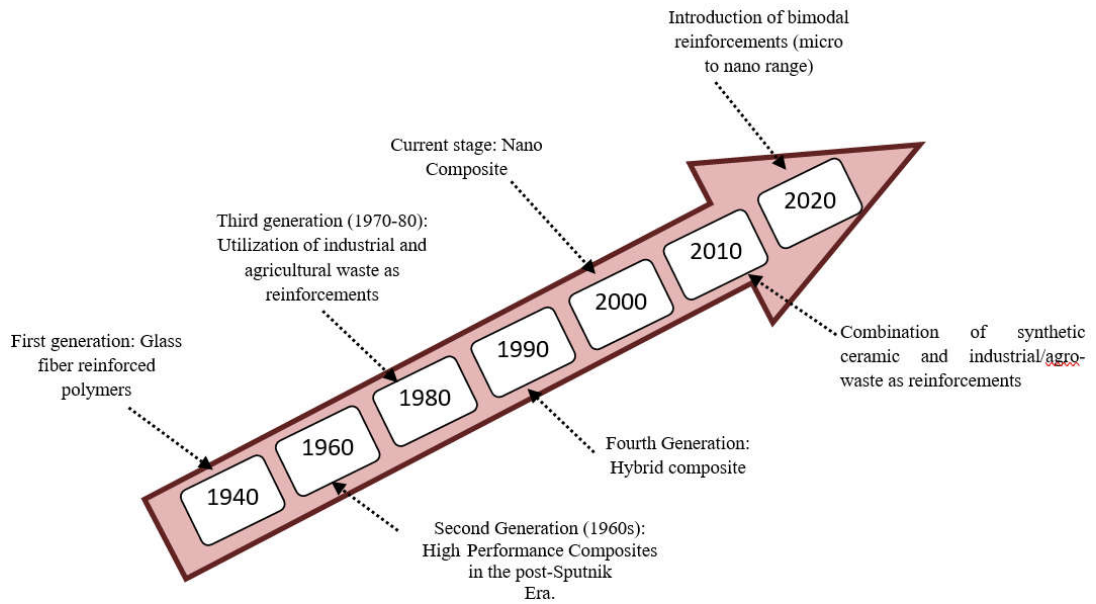 Introduction of bimodal
reinforcements (micro
to nano range)
Current stage: Nano
Composite
Third generation (1970-80):
Utilization of industrial and
agricultural waste as
reinforcements
First generation: Glass
fiber reinforced
polymers
2020
2010
2000
1990
1980
1960
1940
Combination of synthetic
ceramic and industrial/agro-
waste as reinforcements
Fourth Generation:
Hybrid composite
Second Generation (1960s):
High Performance Composites
in the post-Sputnik
Era.